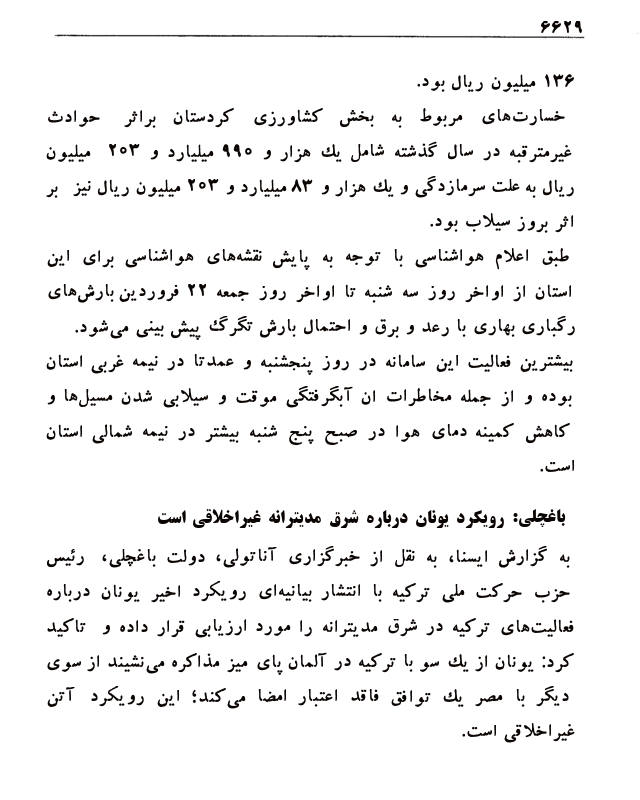 ۶۶۲۹
۱۳۶ میلیون ریال بود.
خسارت‌های مربوط به بخش کشاورزی کردستان براثر حوادث
غیرمترقبه در سال گذشته شامل یك هزار و ۹۹۰ میلیارد و ۲۰۳ میلیون
ریال به علت سرمازدگی و یك هزار و ۸۳ میلیارد و ۲۰۳ میلیون ریال نیز بر
اثر بروز سیلاب بود.
طبق اعلام هواشناسی با توجه به پایش نقشه‌های هواشناسی برای این
استان از اواخر روز سه شنبه تا اواخر روز جمعه ۲۲ فروردین بارش‌های
رگباری بهاری با رعد و برق و احتمال بارش تگرگ پیش بینی می‌شود.
بیشترین فعالیت این سامانه در روز پنجشنبه و عمدتا در نیمه غربی استان
بوده و از جمله مخاطرات ان آبگرفتگی موقت و سیلابی شدن مسیل‌ها و
کاهش کمینه دمای هوا در صبح پنج شنبه بیشتر در نیمه شمالی استان
است.
باغچلی: رویکرد یونان درباره شرق مدیترانه غیراخلاقی است
به گزارش ایسنا، به نقل از خبرگزاری آناتولی، دولت باغچلی، رئیس
حزب حرکت ملی ترکیه با انتشار بیانیه‌ای رویکرد اخیر یونان درباره
فعالیت‌های ترکیه در شرق مدیترانه را مورد ارزیابی قرار داده و تاکید
کرد: یونان از یك سو با ترکیه در آلمان پای میز مذاکره می‌نشیند از سوی
دیگر با مصر یك توافق فاقد اعتبار امضا می‌کند؛ این رویکرد آتن
غیراخلاقی است.